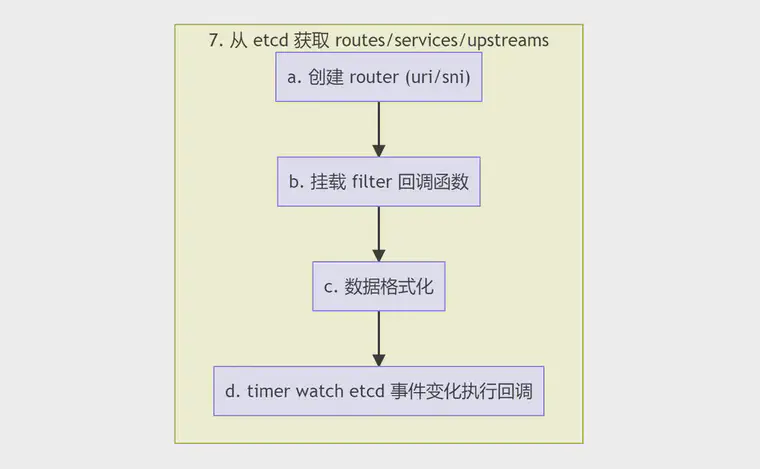 7. 从 etcd 获取 routes/services/upstreams
a. 创建 router (uri/sni)
b. 挂载 filter 回调函数
c. 数据格式化
d. timer watch etcd 事件变化执行回调